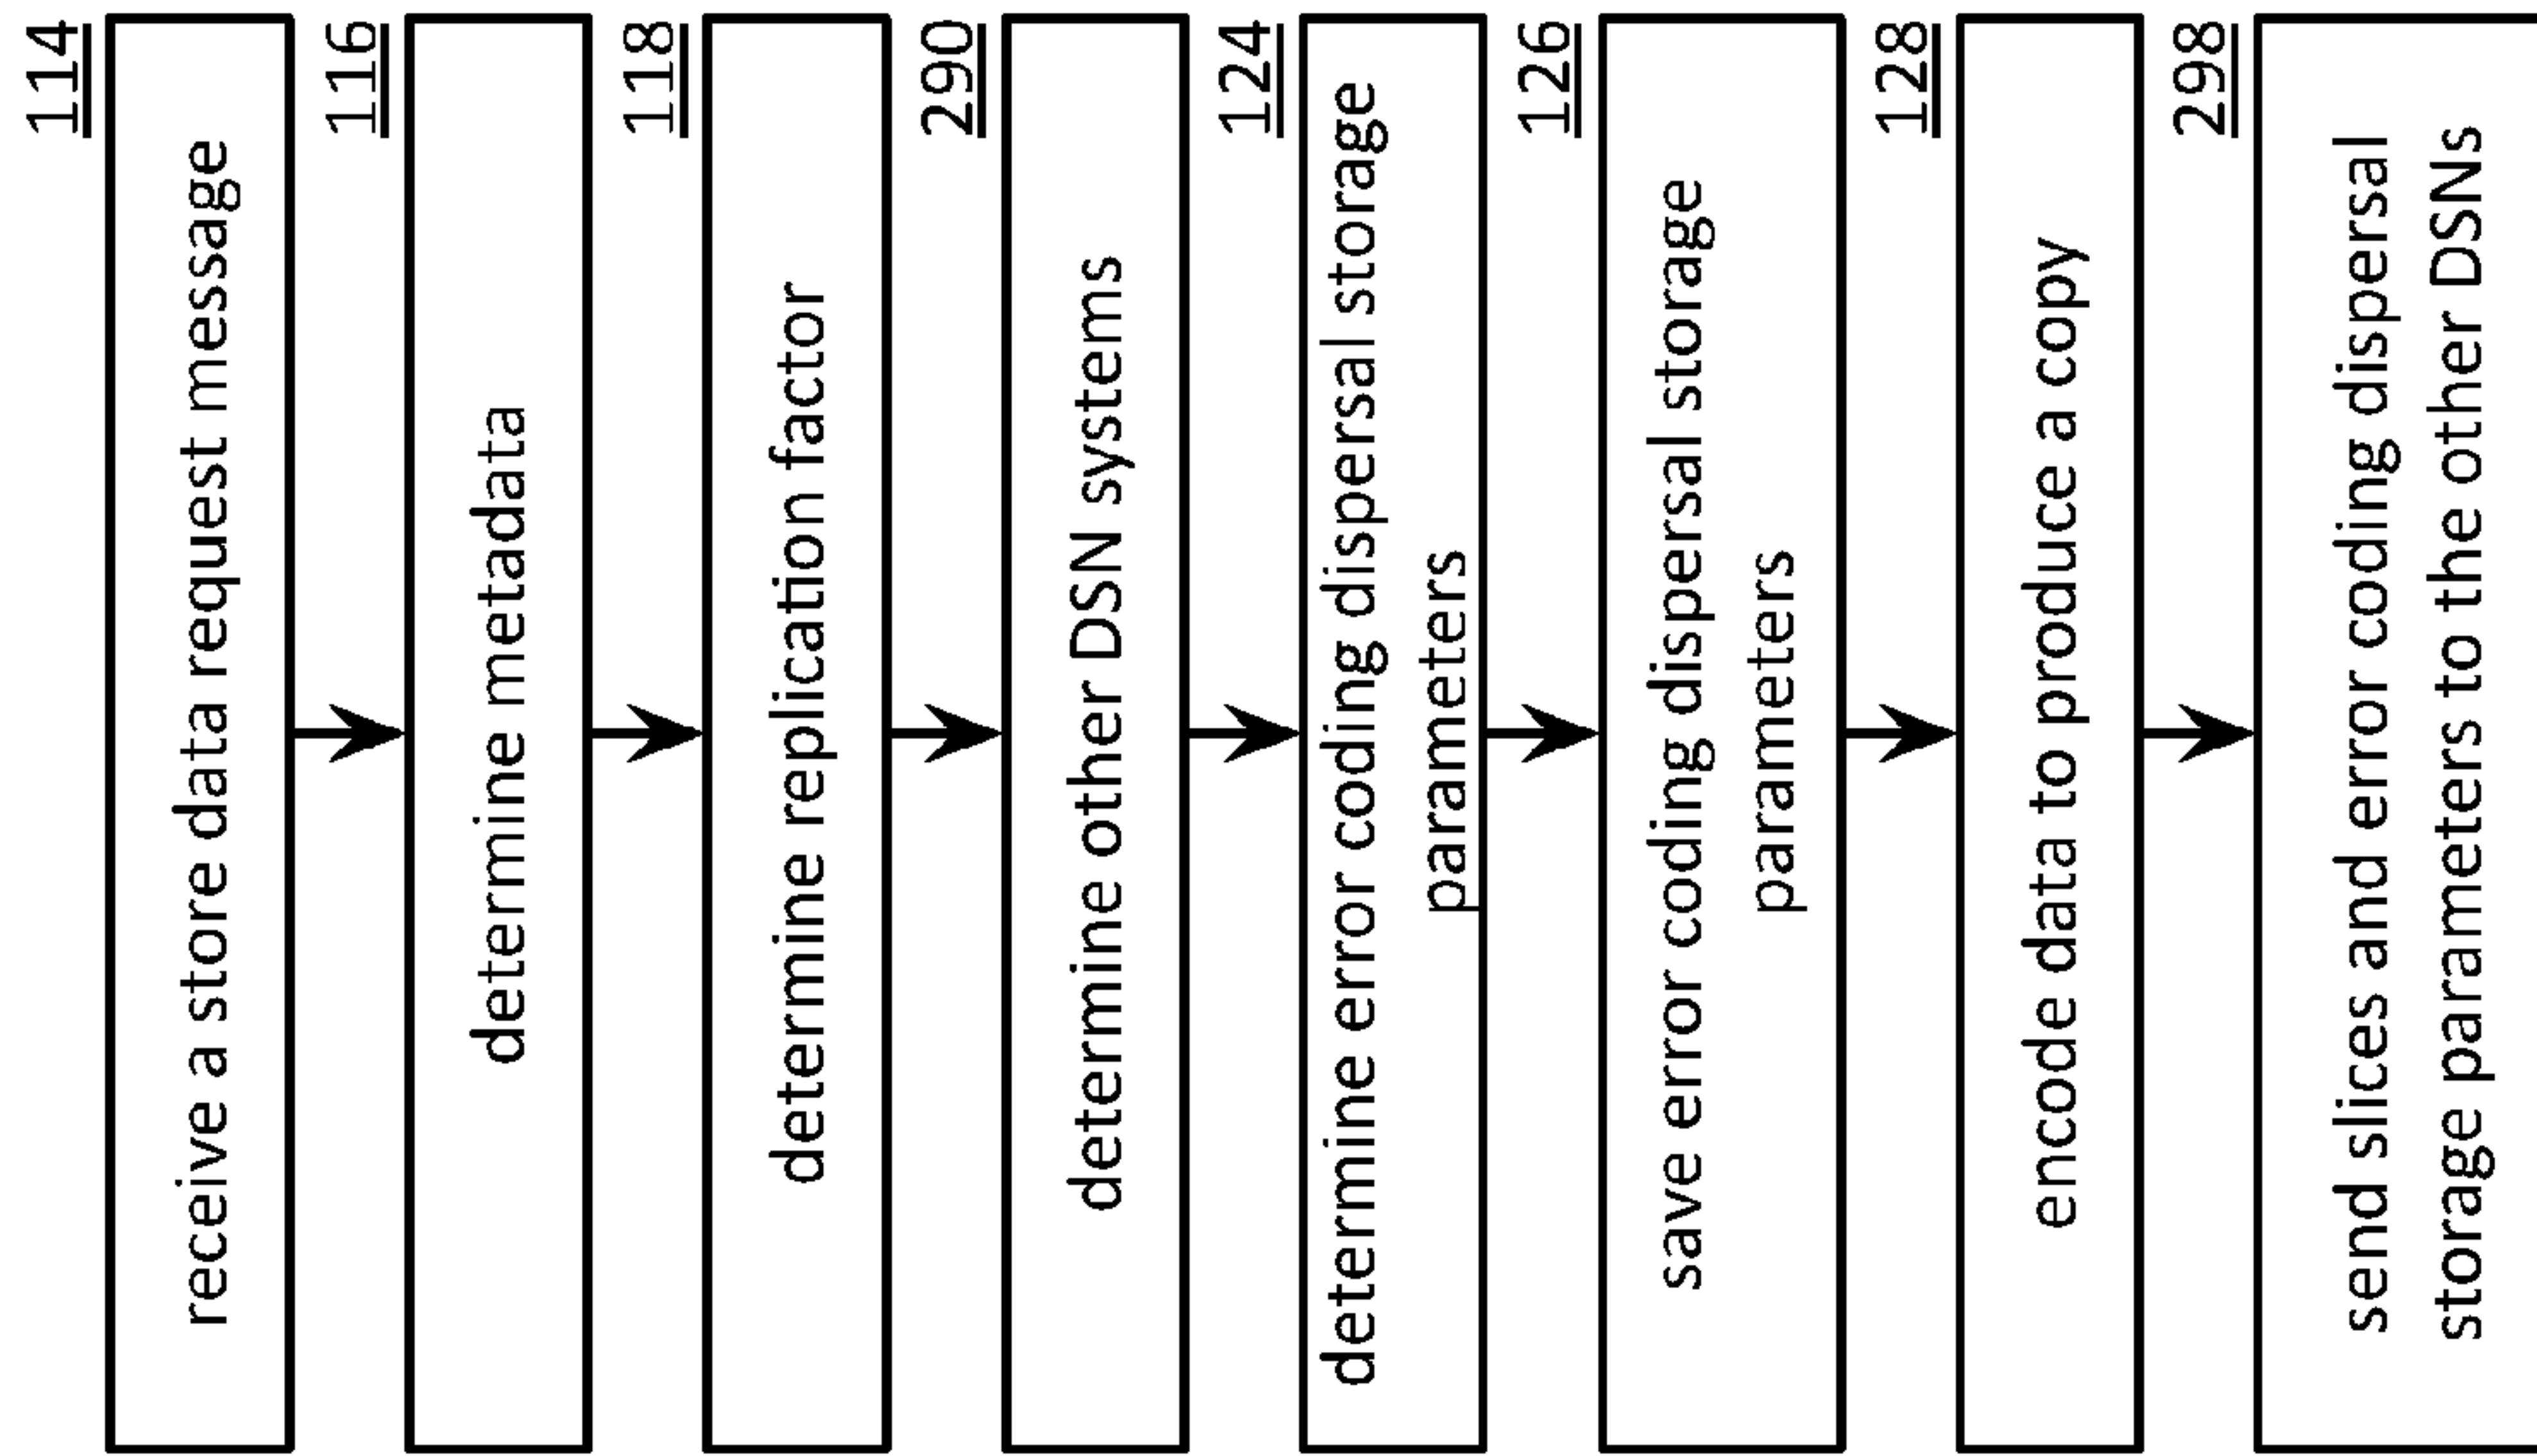 114
receive a store data request message
116
determine metadata
118
determine replication factor
290
determine other DSN systems
124
determine error coding dispersal storage
parameters
126
save error coding dispersal storage
parameters
128
encode data to produce a copy
298
send slices and error coding dispersal
storage parameters to the other DSNs